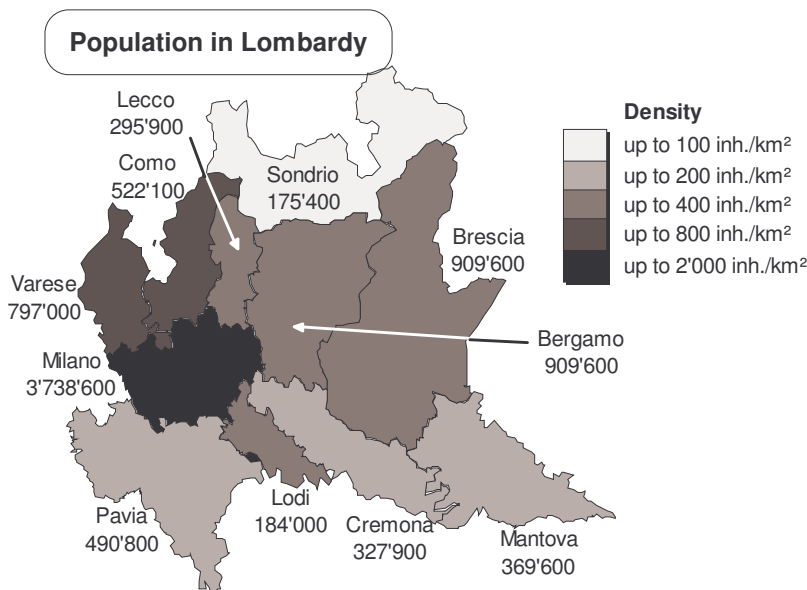 Population in Lombardy
Lecco
295'900
Como
522'100
Sondrio
175'400
Density
up to 100 inh./km²
up to 200 inh./km²
up to 400 inh./km²
up to 800 inh./km²
up to 2'000 inh./km²
Brescia
909'600
Varese
797'000
Bergamo
909'600
Milano
3'738'600
Pavia
490'800
Lodi
184'000
Cremona
327'900
Mantova
369'600